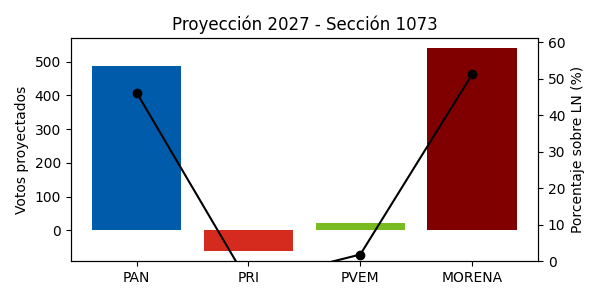 Proyección 2027 - Sección 1073
Votos proyectados
500
400
300
200
100
0
60
50
40
30
20
10
0
Porcentaje sobre LN (%)
PAN
PRI
PVEM
MORENA